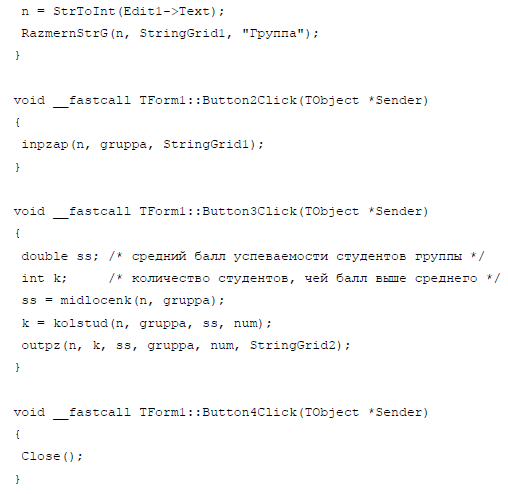 n = StrToInt(Edit1->Text);
RazmernStrG(n, StringGrid1, "Группа");
}
void __fastcall TForm1::Button2Click(TObject *Sender)
{
inpzap(n, gruppa, StringGrid1);
}
void __fastcall TForm1::Button3Click(TObject *Sender)
{
double ss; /* средний балл успеваемости студентов группы */
int k; /* количество студентов, чей балл выше среднего */
ss = midlocenk(n, gruppa);
k = kolstud(n, gruppa, ss, num);
outpz(n, k, ss, gruppa, num, StringGrid2);
}
void __fastcall TForm1::Button4Click(TObject *Sender)
{
Close();
}